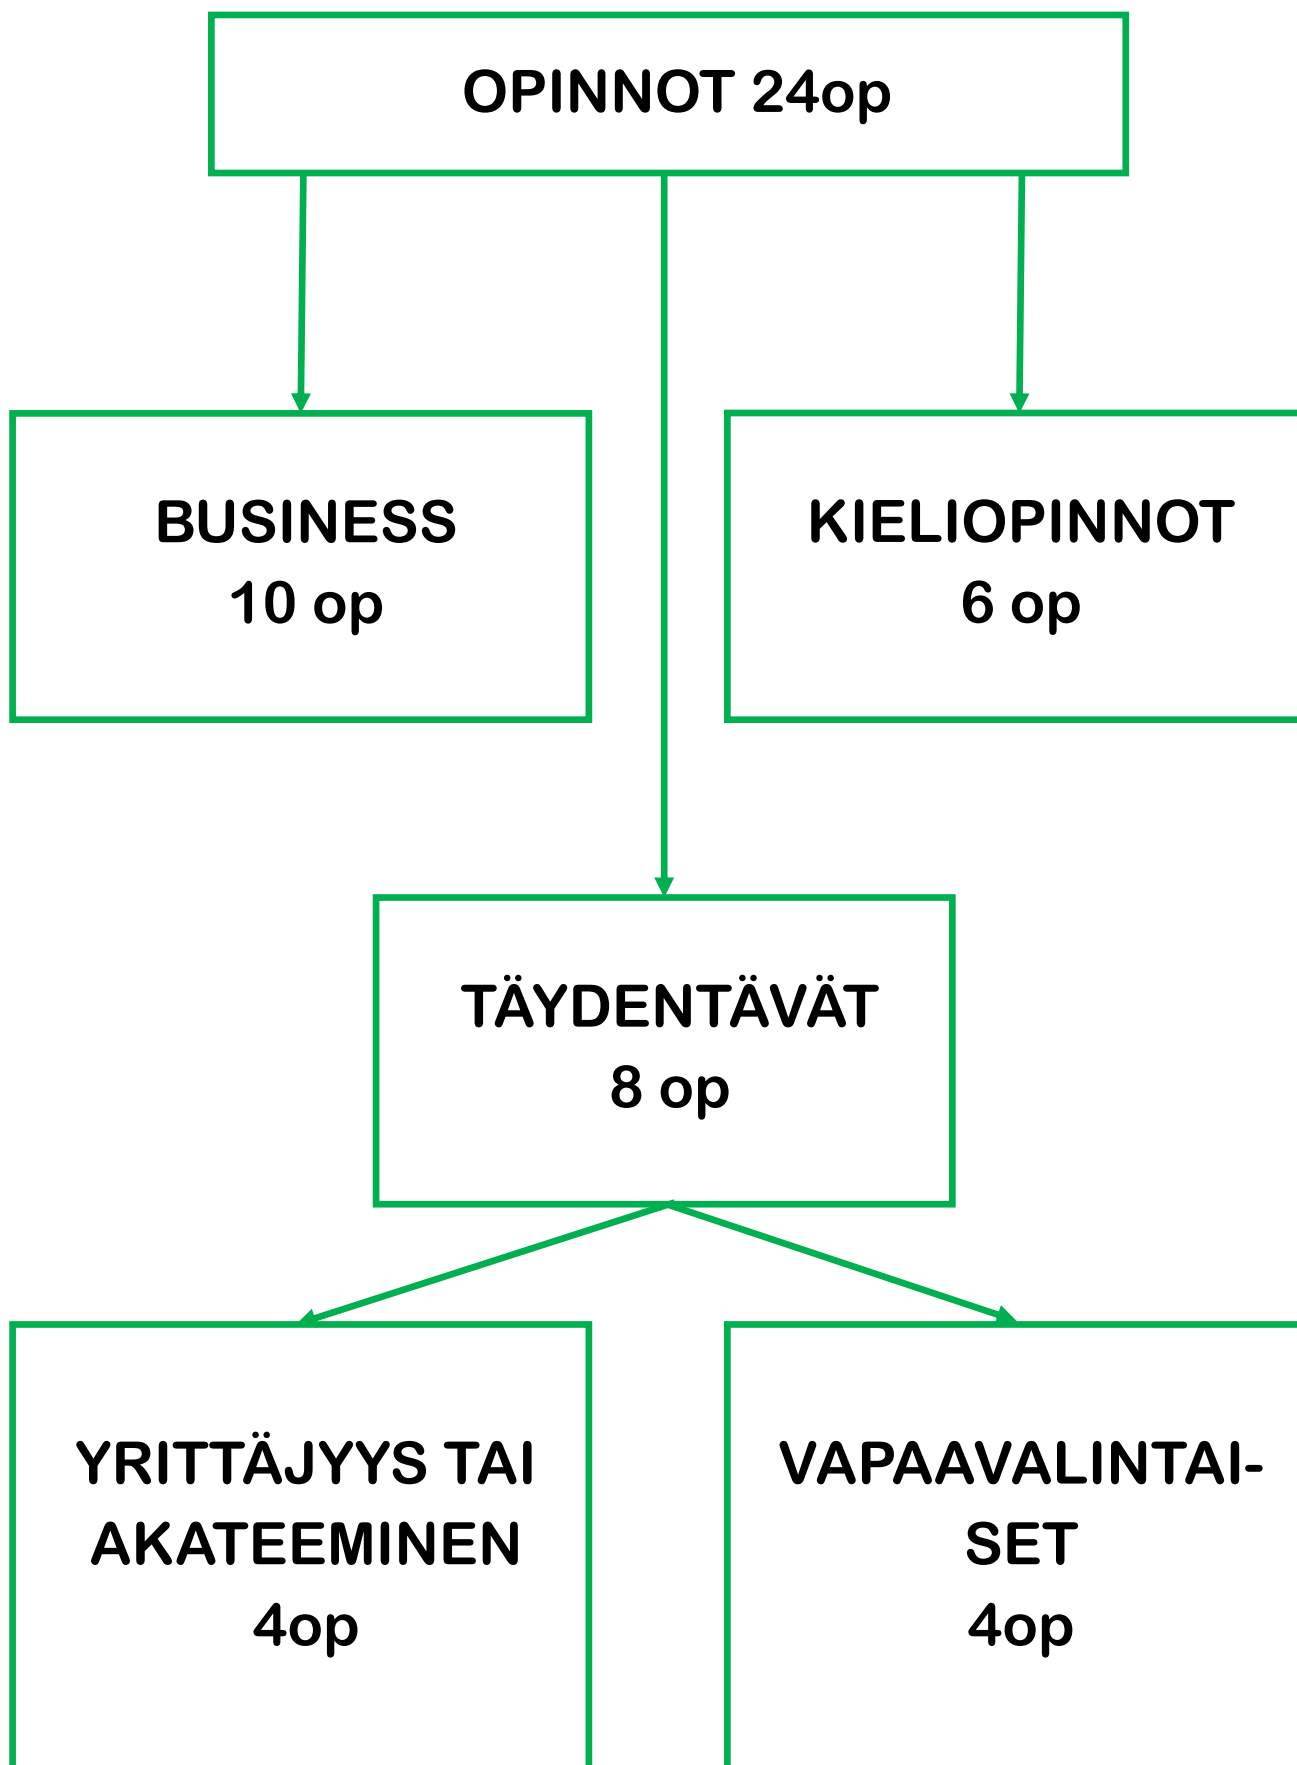 OPINNOT 24op
BUSINESS
10 op
KIELIOPINNOT
6 op
TÄYDENTÄVÄT
8 op
YRITTÄJYYS TAI
AKATEEMINEN
4op
VAPAAVALINTAI-
SET
4op